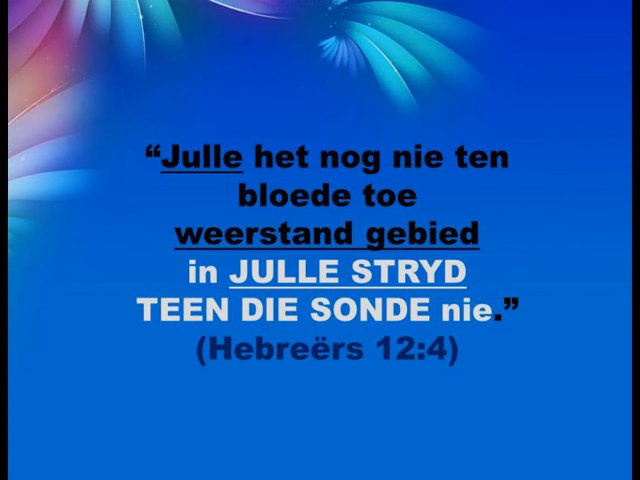 “Julle het nog nie ten
bloede toe
weerstand gebied
in JULLE STRYD
TEEN DIE SONDE nie.”
(Hebreërs 12:4)